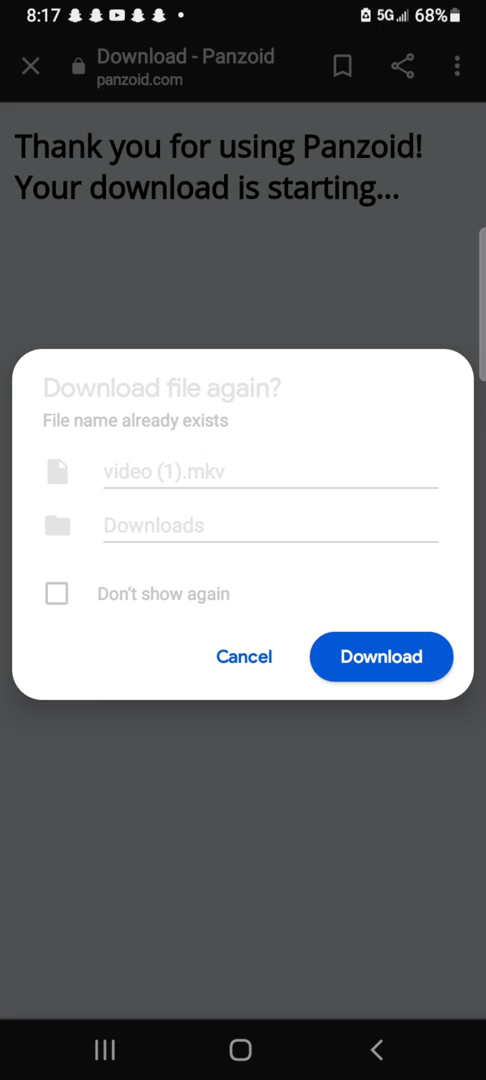 8:17
5G
68%
Download - Panzoid
panzoid.com
Thank you for using Panzoid!
Your download is starting...
Download file again?
File name already exists
video (1).mkv
Downloads
Don't show again
Cancel
Download